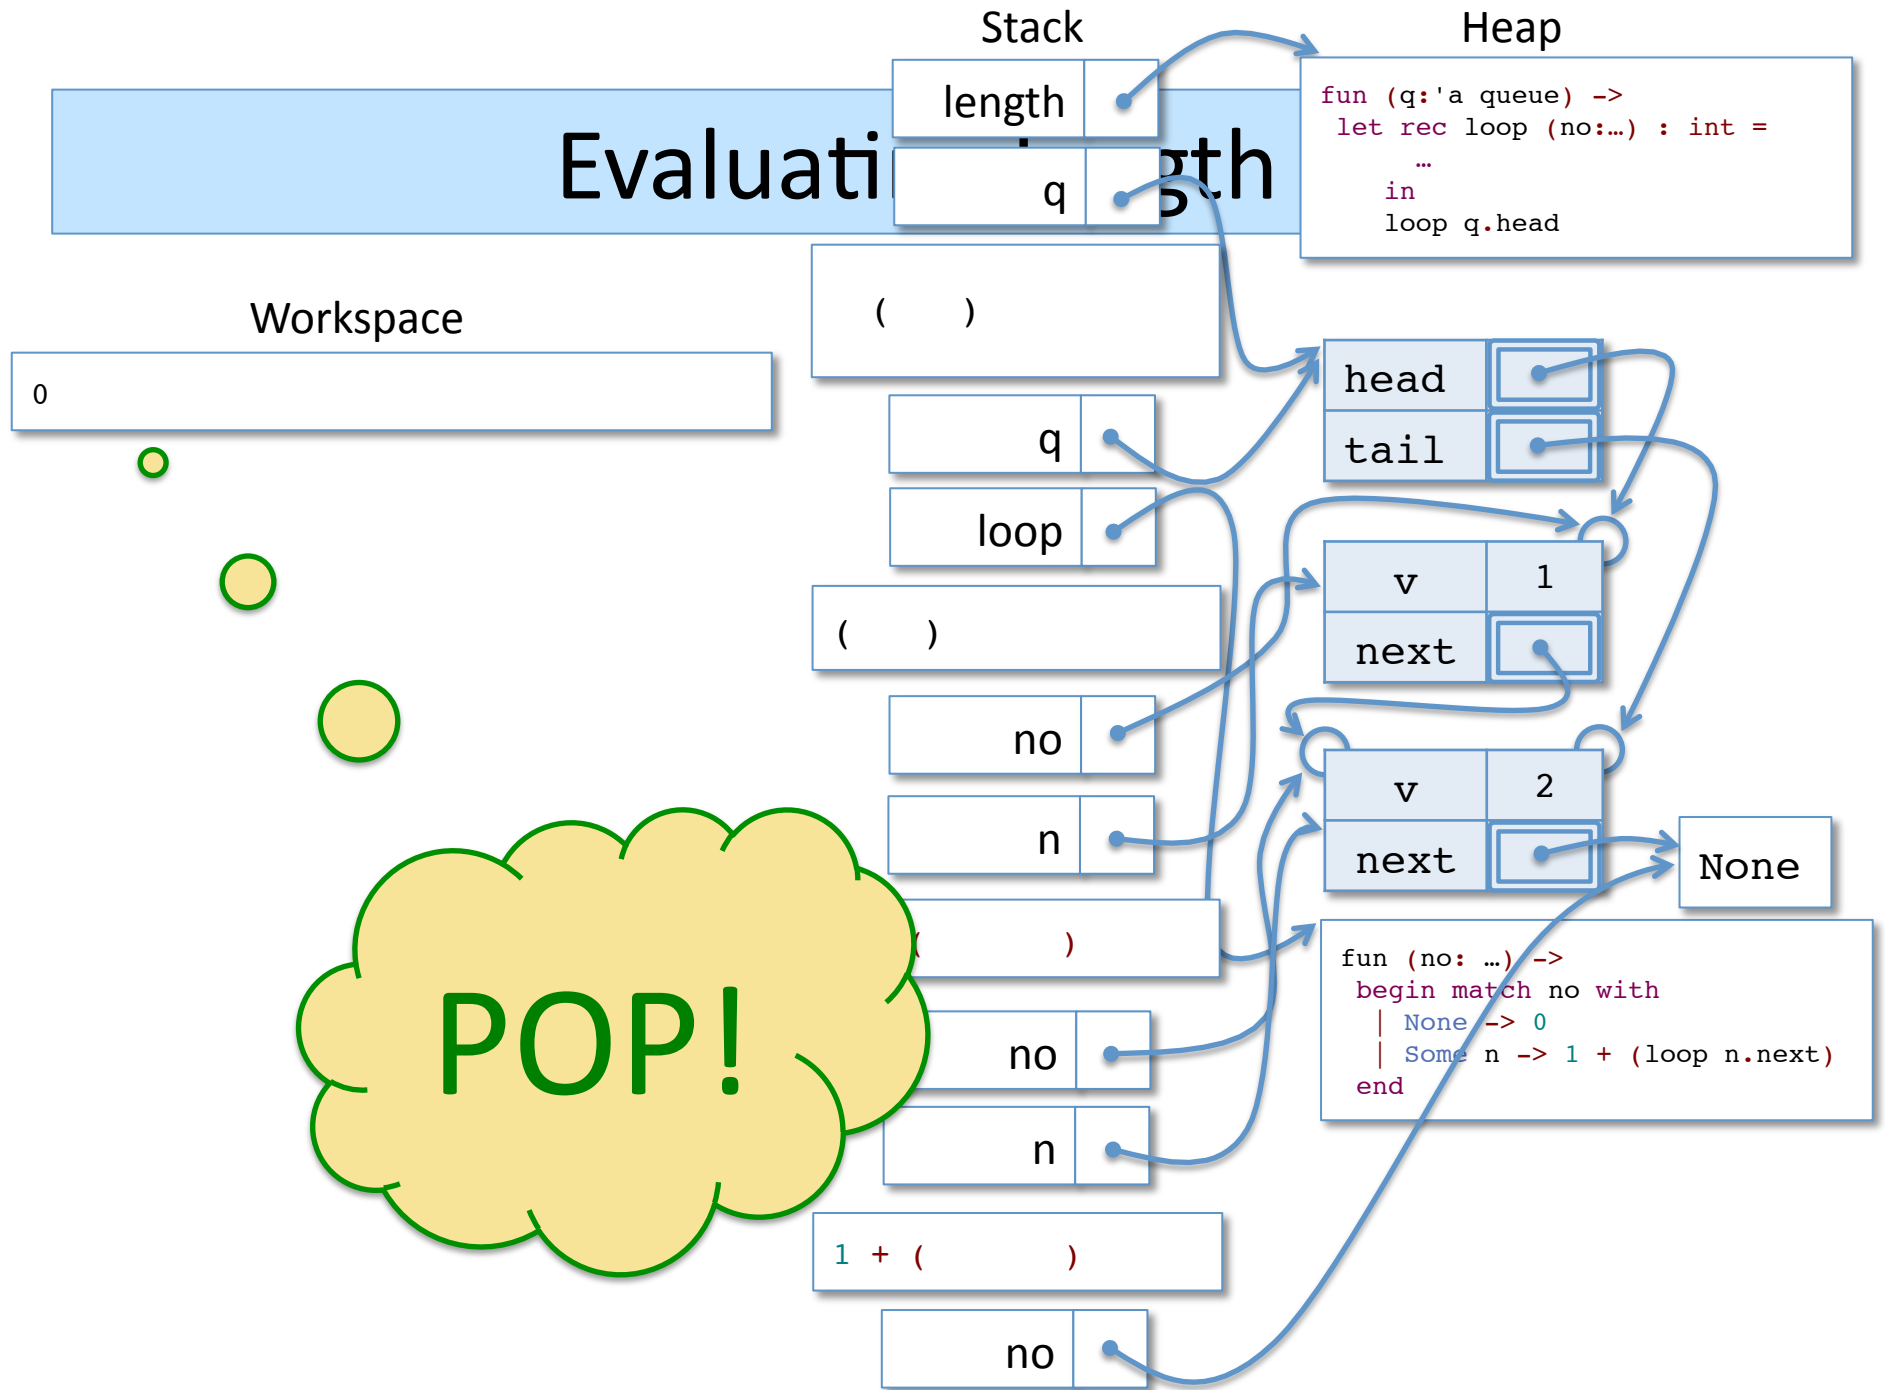 Stack
Heap
length
fun (q:'a queue) ->
let rec loop (no:…) : int =
…
in
loop q.head
q
Workspace
( )
0
head
tail
q
loop
v 1
next
( )
no
n
v 2
next
None
)
fun (no: …) ->
begin match no with
| None -> 0
| Some n -> 1 + (loop n.next)
end
POP!
no
n
1 + ( )
no